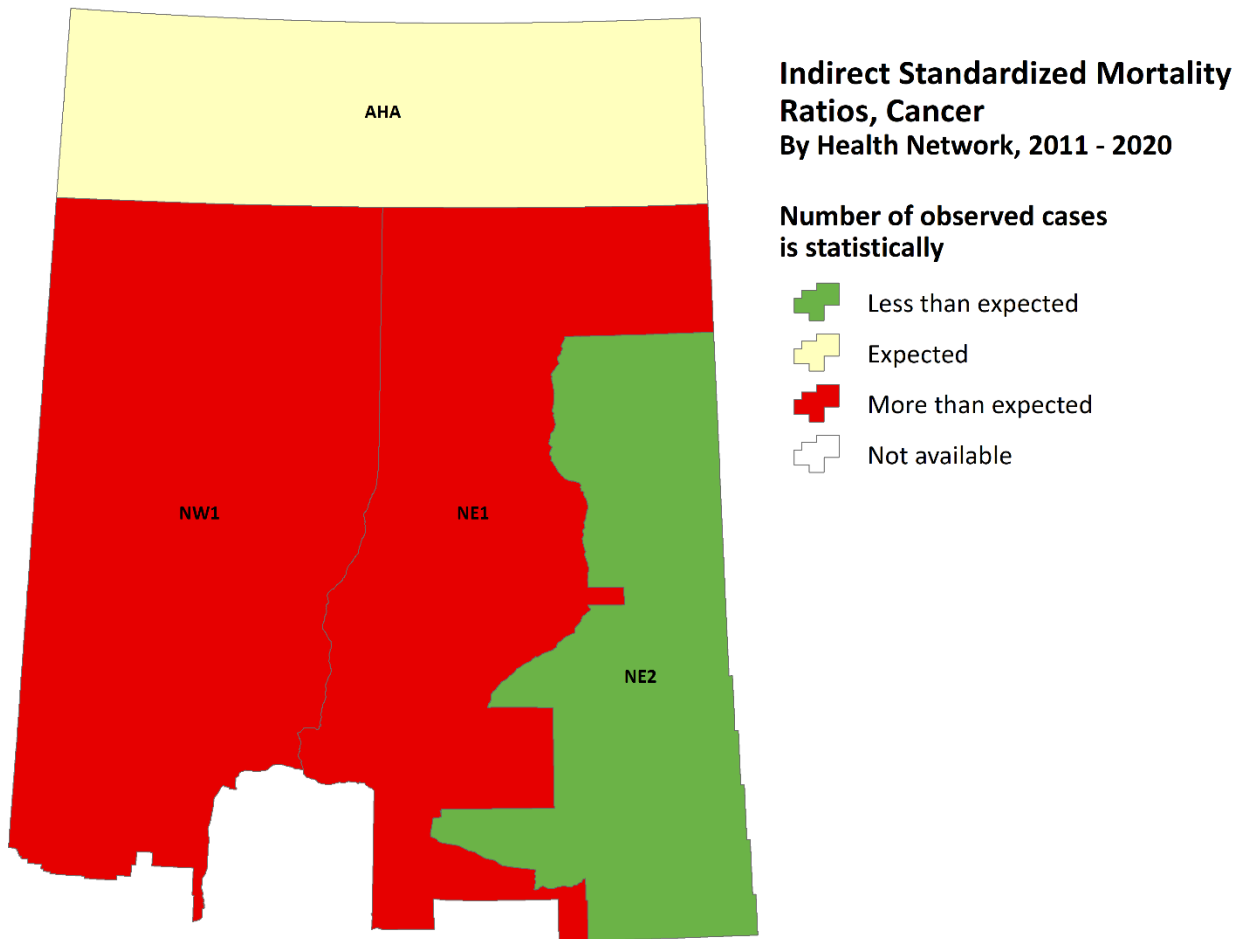 Indirect Standardized Mortality
Ratios, Cancer
By Health Network, 2011 - 2020
Number of observed cases
is statistically
Less than expected
Expected
More than expected
Not available
AHA
NW1
NE1
NE2